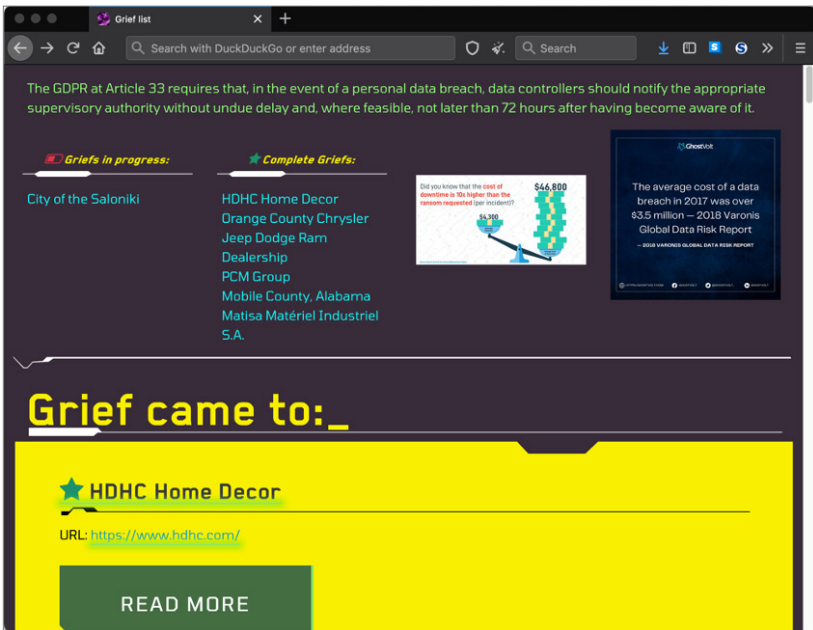 Grief list
Search with DuckDuckGo or enter address
Search
The GDPR at Article 33 requires that, in the event of a personal data breach, data controllers should notify the appropriate
supervisory authority without undue delay and, where feasible, not later than 72 hours after having become aware of it.
Griefs in progress:
City of the Saloniki
Complete Griefs:
HDHC Home Decor
Orange County Chrysler
Jeep Dodge Ram
Dealership
PCM Group
Mobile County, Alabama
Matisa Matériel Industriel
S.A.
Did you know that the cost of
downtime is 10x higher than the
ransom requested (per incident)?
$46,800
$4,300
GhostVolt
The average cost of a data
breach in 2017 was over
$3.5 million — 2018 Varonis
Global Data Risk Report
— 2018 VARONIS GLOBAL DATA RISK REPORT
Grief came to:_
HDHC Home Decor
URL: https://www.hdhc.com/
READ MORE